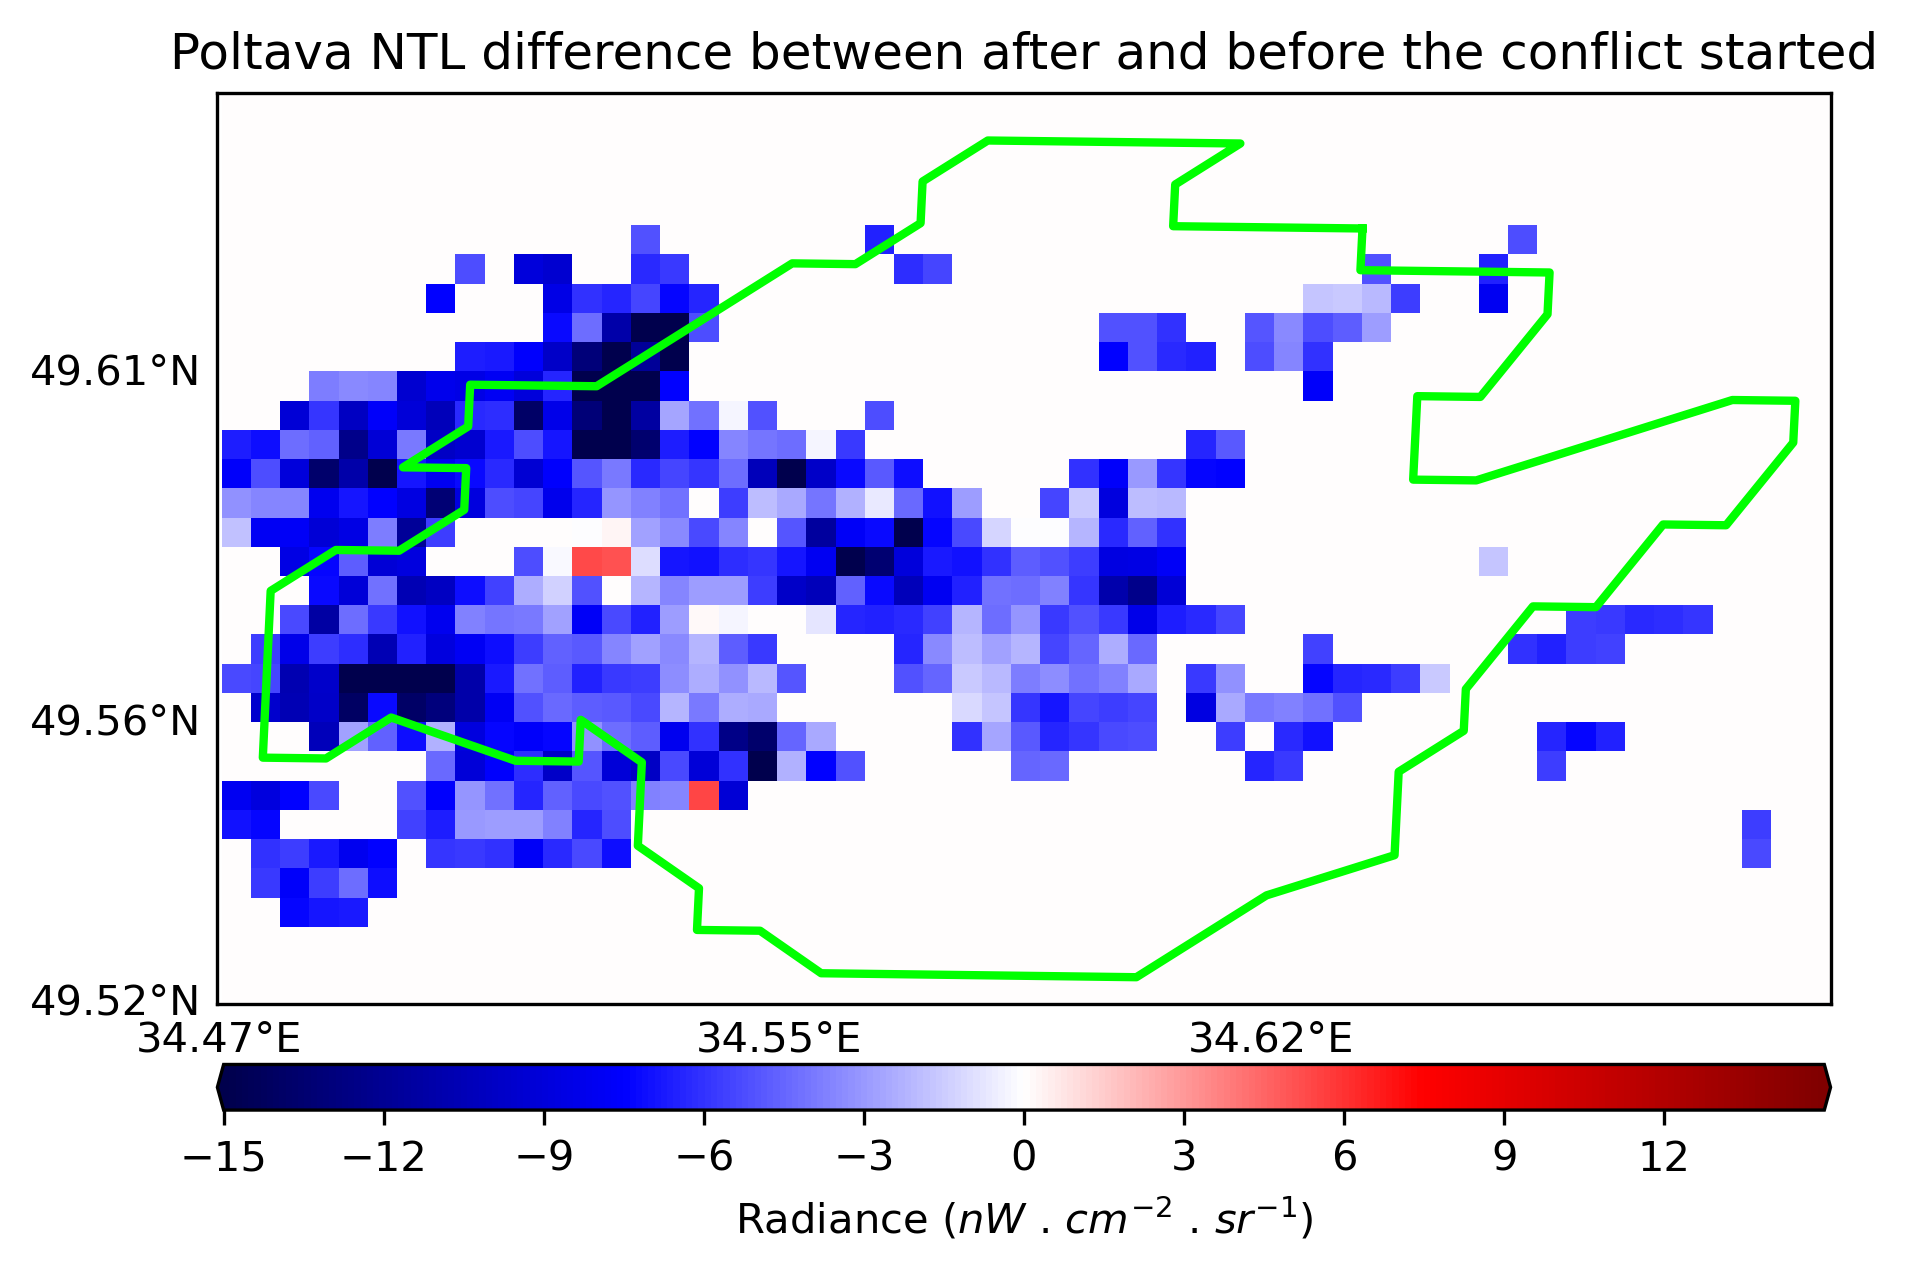 Poltava NTL difference between after and before the conflict started
49.61°N
49.56°N
49.52°N
34.47°E 34.55°E 34.62°E
−15 −12 −9 −6 −3 0 3 6 9 12
Radiance (nW . cm⁻² . sr⁻¹)